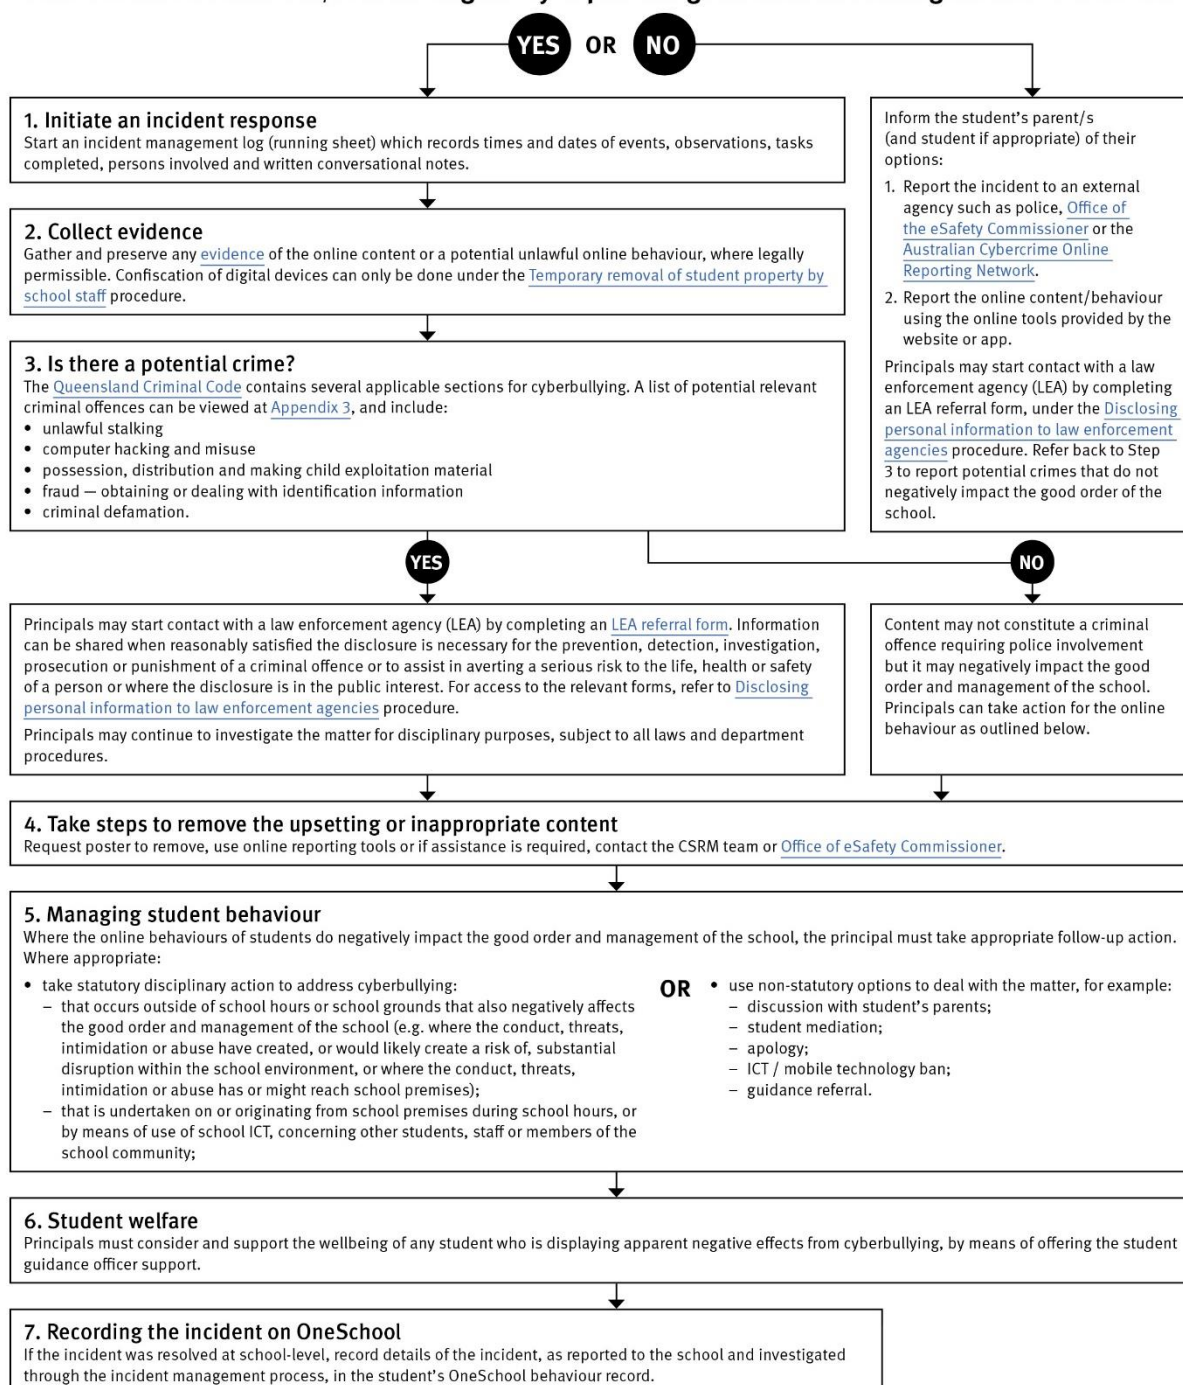 YES OR NO
1. Initiate an incident response
Start an incident management log (running sheet) which records times and dates of events, observations, tasks
completed, persons involved and written conversational notes.
2. Collect evidence
Gather and preserve any evidence of the online content or a potential unlawful online behaviour, where legally
permissible. Confiscation of digital devices can only be done under the Temporary removal of student property by
school staff procedure.
3. Is there a potential crime?
The Queensland Criminal Code contains several applicable sections for cyberbullying. A list of potential relevant
criminal offences can be viewed at Appendix 3, and include:
• unlawful stalking
• computer hacking and misuse
• possession, distribution and making child exploitation material
• fraud — obtaining or dealing with identification information
• criminal defamation.
Inform the student's parent/s
(and student if appropriate) of their
options:
1. Report the incident to an external
agency such as police, Office of
the eSafety Commissioner or the
Australian Cybercrime Online
Reporting Network.
2. Report the online content/behaviour
using the online tools provided by the
website or app.
Principals may start contact with a law
enforcement agency (LEA) by completing
an LEA referral form, under the Disclosing
personal information to law enforcement
agencies procedure. Refer back to Step
3 to report potential crimes that do not
negatively impact the good order of the
school.
YES
NO
Principals may start contact with a law enforcement agency (LEA) by completing an LEA referral form. Information
can be shared when reasonably satisfied the disclosure is necessary for the prevention, detection, investigation,
prosecution or punishment of a criminal offence or to assist in averting a serious risk to the life, health or safety
of a person or where the disclosure is in the public interest. For access to the relevant forms, refer to Disclosing
personal information to law enforcement agencies procedure.
Principals may continue to investigate the matter for disciplinary purposes, subject to all laws and department
procedures.
Content may not constitute a criminal
offence requiring police involvement
but it may negatively impact the good
order and management of the school.
Principals can take action for the online
behaviour as outlined below.
4. Take steps to remove the upsetting or inappropriate content
Request poster to remove, use online reporting tools or if assistance is required, contact the CSRM team or Office of eSafety Commissioner.
5. Managing student behaviour
Where the online behaviours of students do negatively impact the good order and management of the school, the principal must take appropriate follow-up action.
Where appropriate:
• take statutory disciplinary action to address cyberbullying:
– that occurs outside of school hours or school grounds that also negatively affects
the good order and management of the school (e.g. where the conduct, threats,
intimidation or abuse have created, or would likely create a risk of, substantial
disruption within the school environment, or where the conduct, threats,
intimidation or abuse has or might reach school premises);
– that is undertaken on or originating from school premises during school hours, or
by means of use of school ICT, concerning other students, staff or members of the
school community;
OR
• use non-statutory options to deal with the matter, for example:
– discussion with student's parents;
– student mediation;
– apology;
– ICT / mobile technology ban;
– guidance referral.
6. Student welfare
Principals must consider and support the wellbeing of any student who is displaying apparent negative effects from cyberbullying, by means of offering the student
guidance officer support.
7. Recording the incident on OneSchool
If the incident was resolved at school-level, record details of the incident, as reported to the school and investigated
through the incident management process, in the student's OneSchool behaviour record.